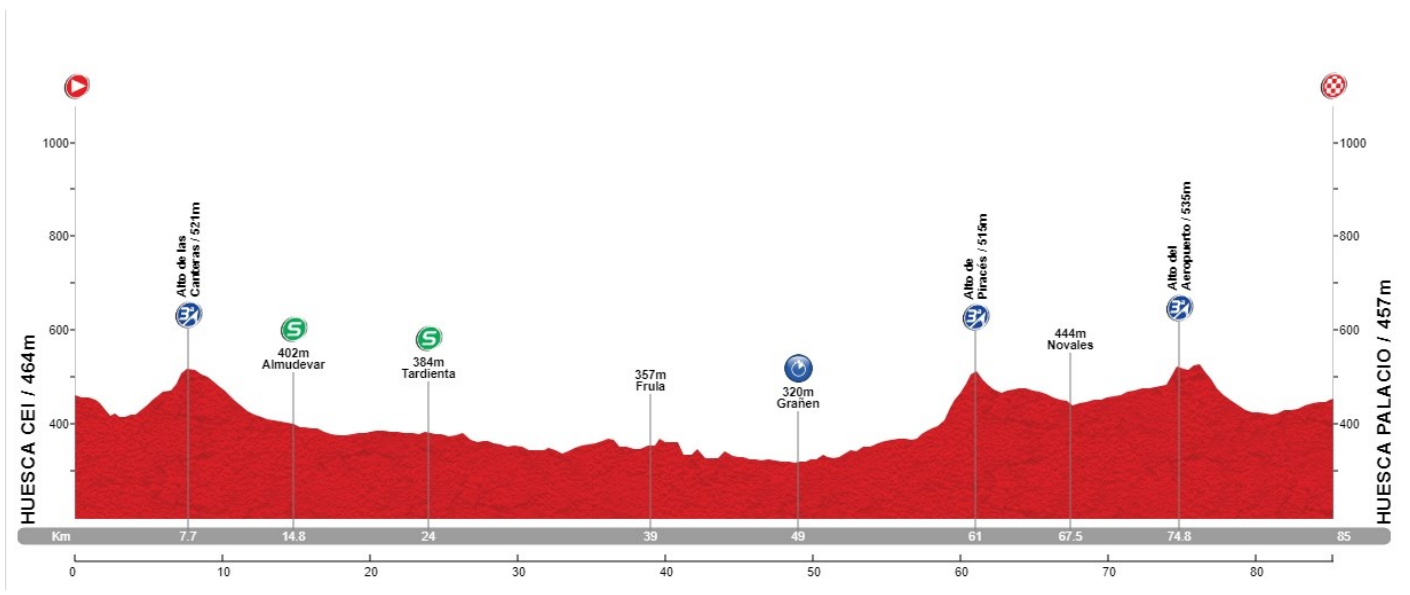 1000
800
600
400
HUESCA CEI / 464m
Alto de las
Canteras / 521m
3ª
S
402m
Almudevar
S
384m
Tardienta
357m
Frula
320m
Grañen
Alto de
Piracés / 515m
3ª
444m
Novales
Alto del
Aeropuerto / 535m
3ª
1000
800
600
400
HUESCA PALACIO / 457m
Km 7.7 14.8 24 39 49 61 67.5 74.8 85
0 10 20 30 40 50 60 70 80